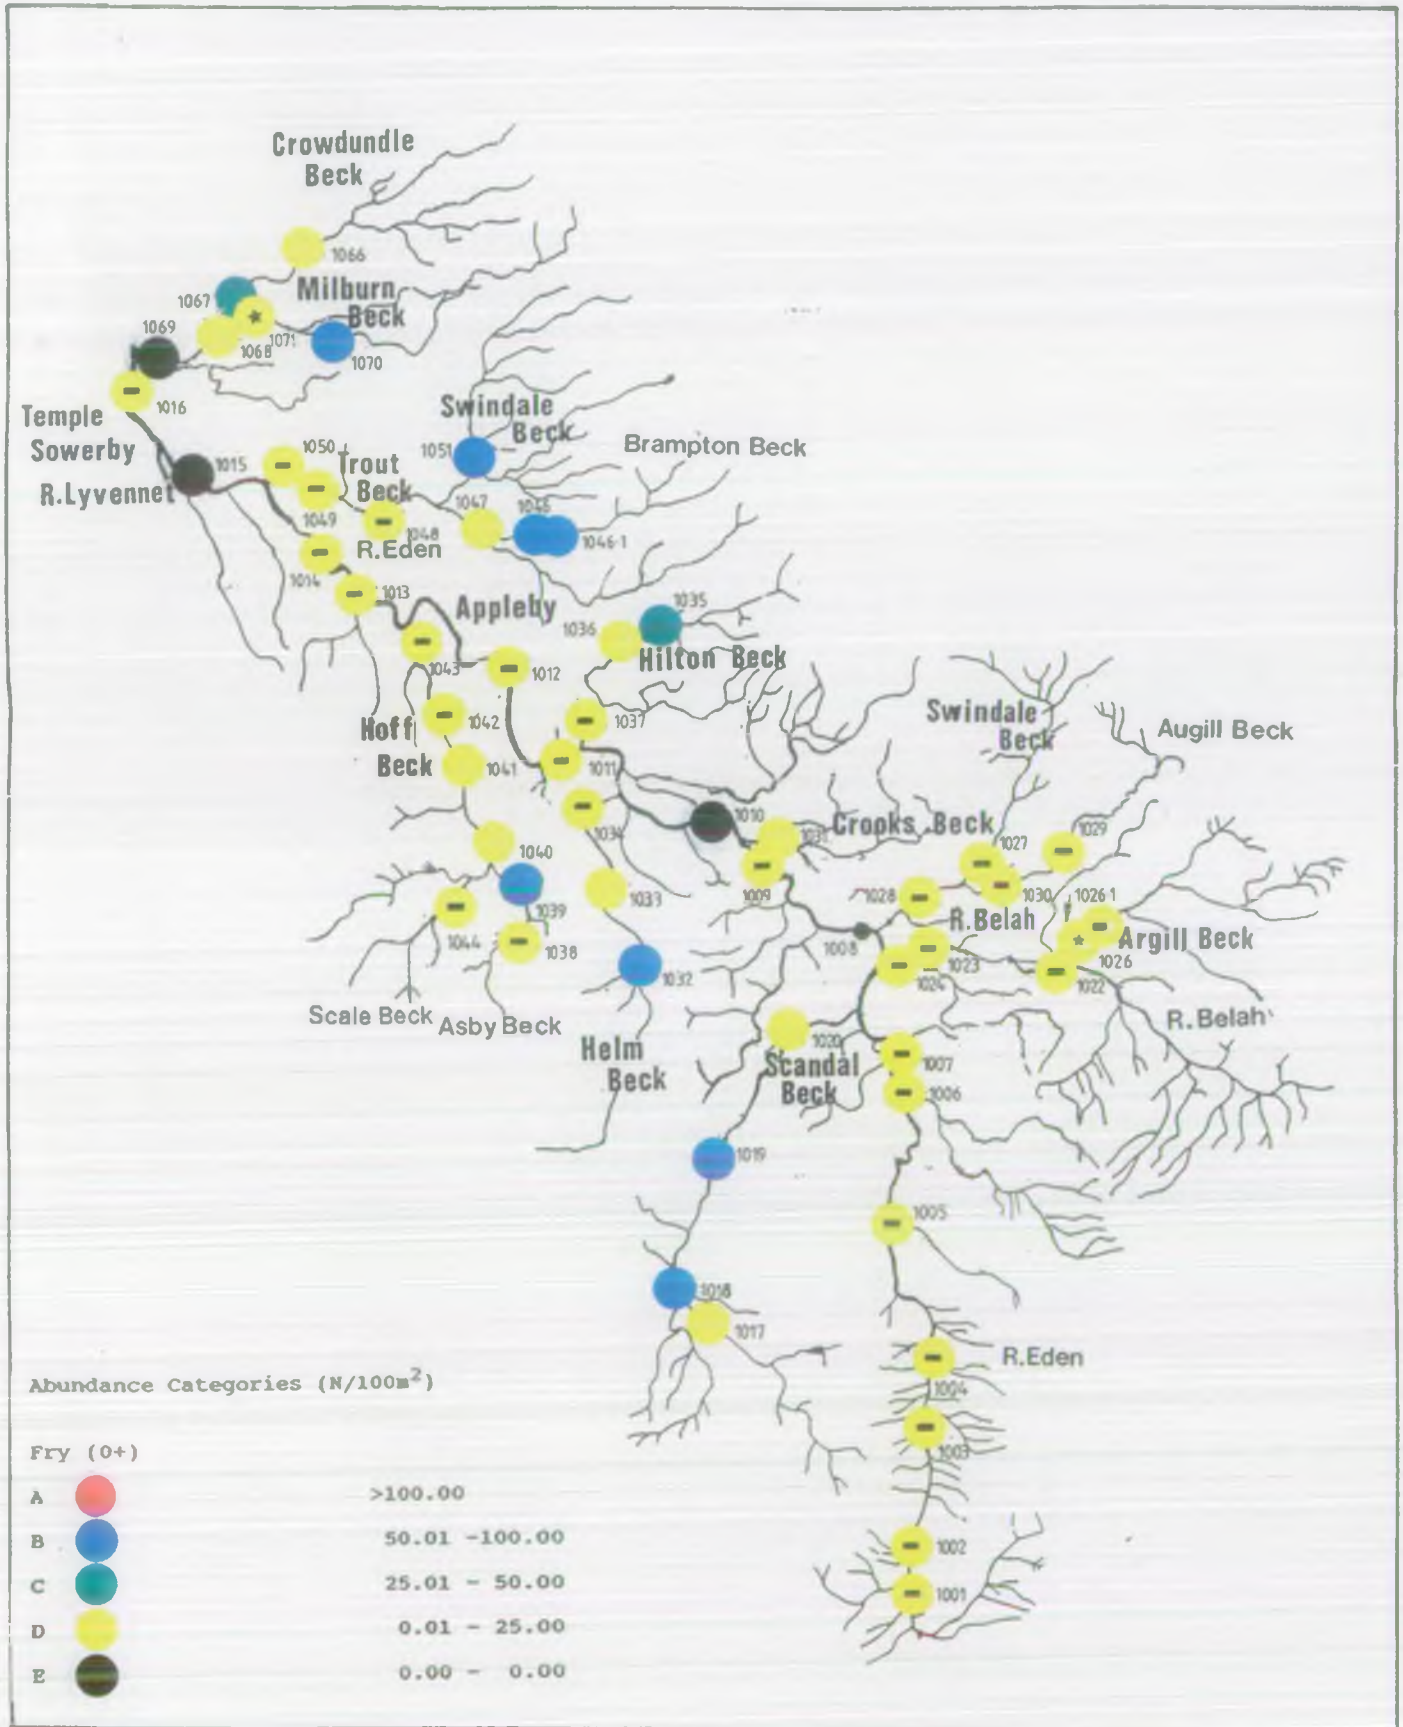 Crowdundle
Beck
1066
Milburn
Beck
1067
1069
1068
1071
1070
1016
Temple
Sowerby
R.Lyvennet
1015
1050
Trout
Beck
1049
1048
R.Eden
Swindale
Beck
1051
Brampton Beck
1047
1046
1046·1
1014
1013
Appleby
1036
1035
Hilton Beck
1043
1012
1042
Hoff
Beck
1041
1037
1011
Swindale
Beck
Augill Beck
1010
1031
Crooks Beck
1034
1009
1027
1029
1040
1039
1033
1028
1030
1026·1
R.Belah
Argill Beck
1044
1038
1008
1023
1026
1024
1022
1032
Scale Beck
Asby Beck
R.Belah
Helm
Beck
1020
Scandal
Beck
1007
1006
1019
1005
1018
1017
R.Eden
1004
1003
1002
1001
Abundance Categories (N/100m²)
Fry (0+)
A >100.00
B 50.01 -100.00
C 25.01 - 50.00
D 0.01 - 25.00
E 0.00 - 0.00